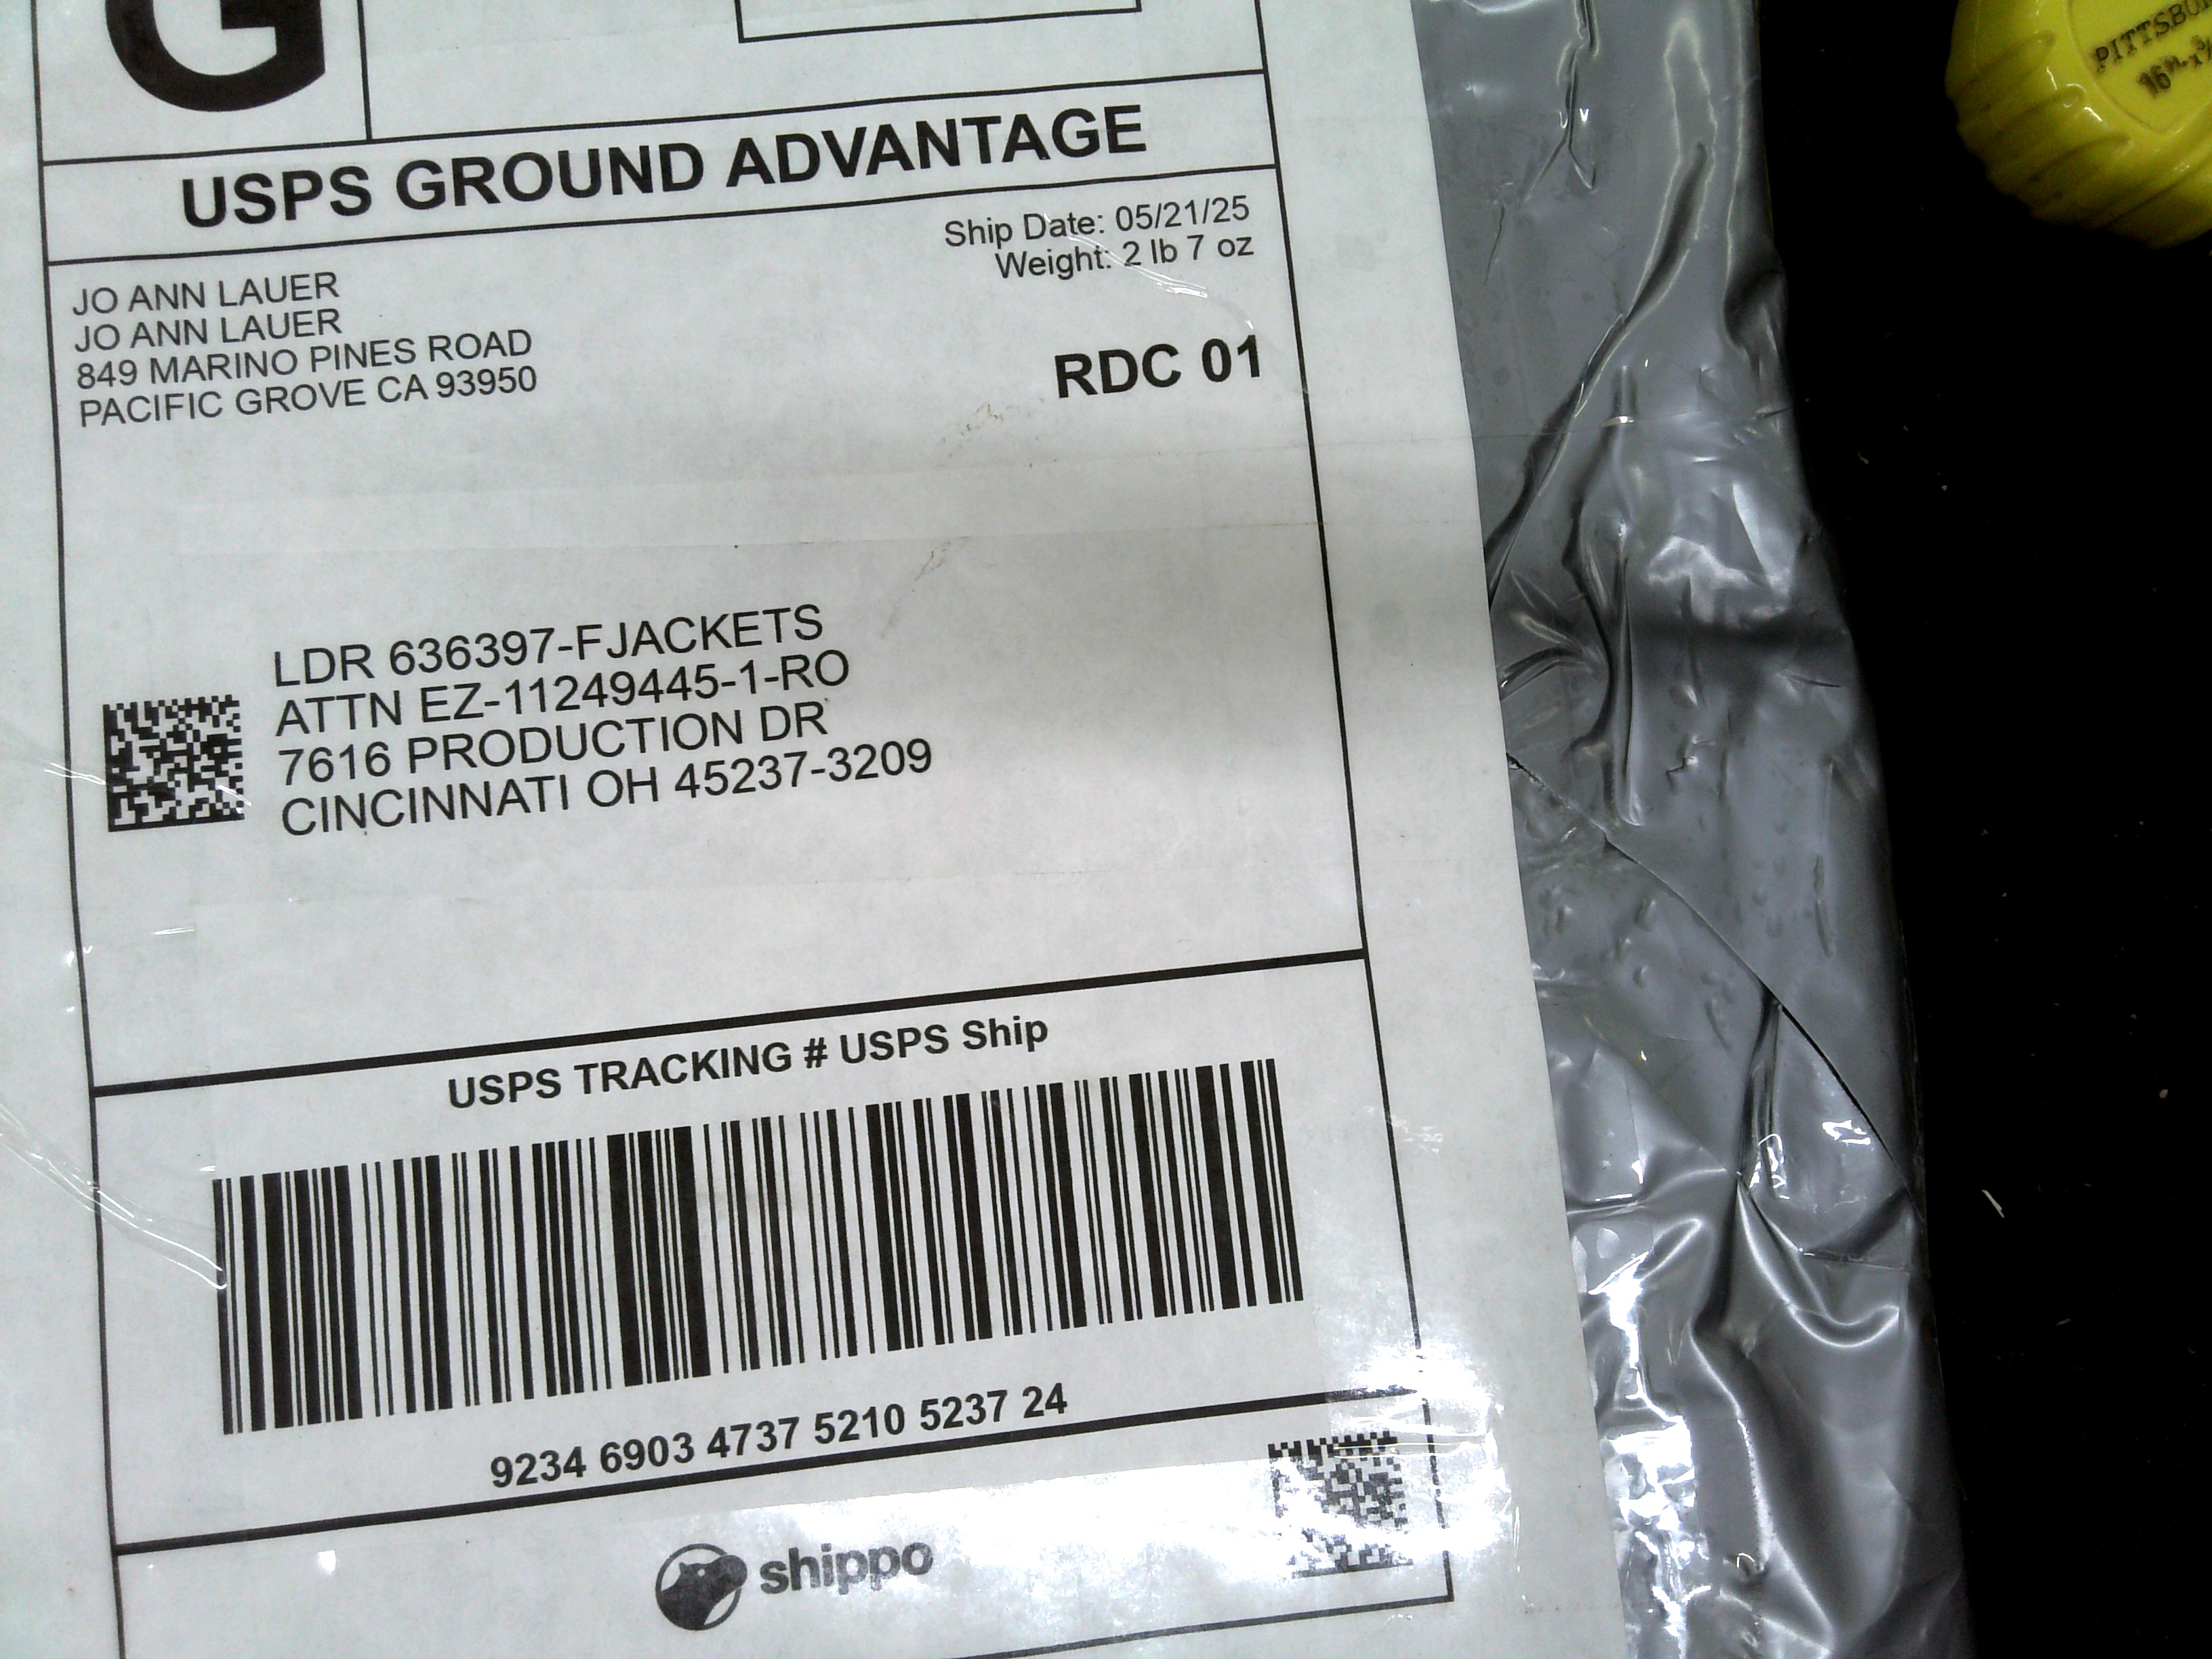 G
USPS GROUND ADVANTAGE
Ship Date: 05/21/25
Weight: 2 lb 7 oz
JO ANN LAUER
JO ANN LAUER
849 MARINO PINES ROAD
PACIFIC GROVE CA 93950
RDC 01
LDR 636397-FJACKETS
ATTN EZ-11249445-1-RO
7616 PRODUCTION DR
CINCINNATI OH 45237-3209
USPS TRACKING # USPS Ship
9234 6903 4737 5210 5237 24
shippo